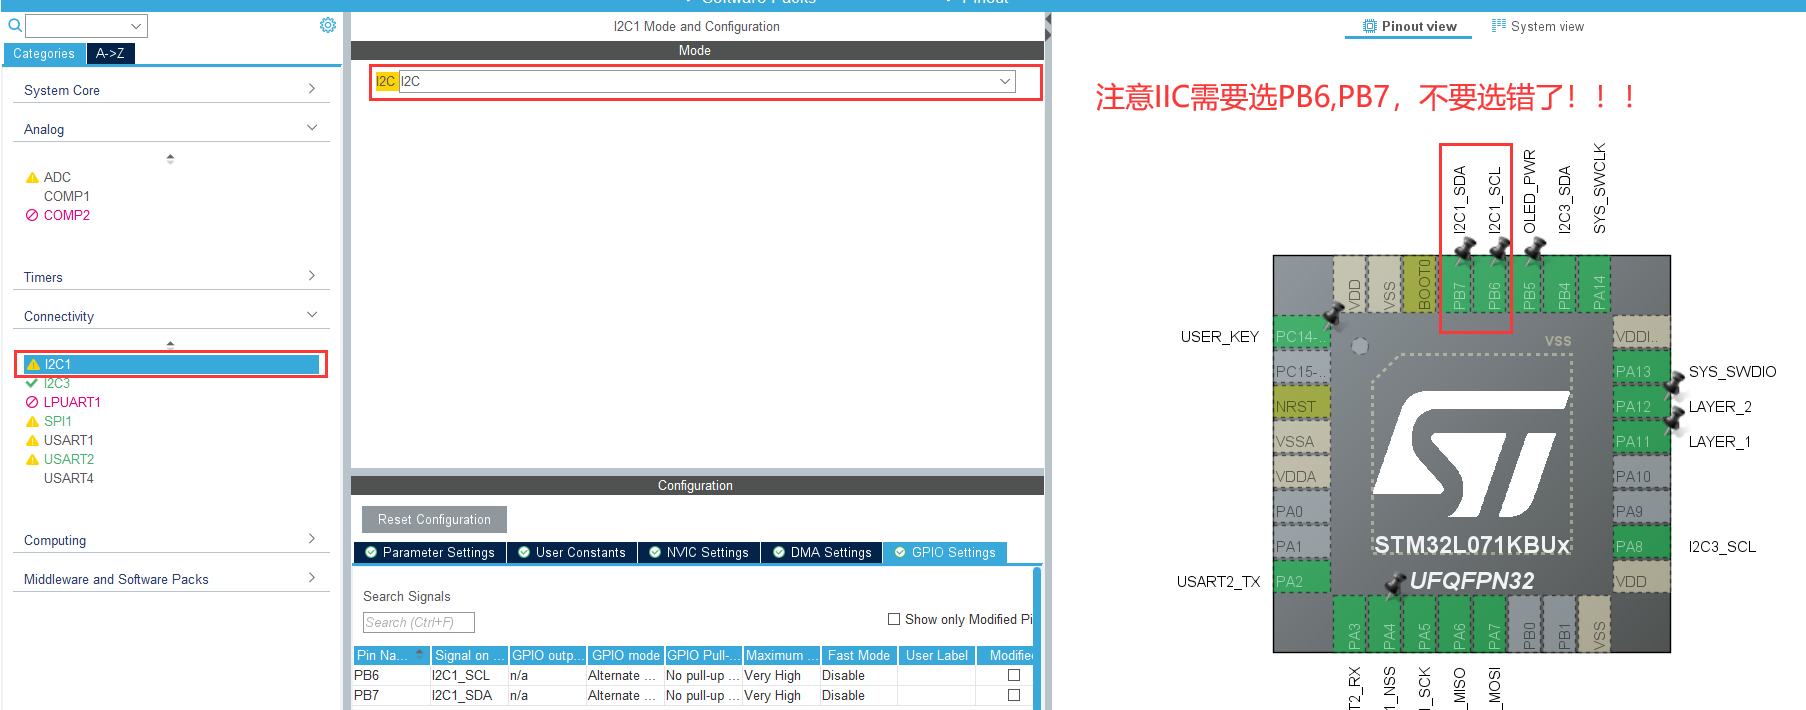 Software Packs
Pinout
Categories
A->Z
System Core
Analog
ADC
COMP1
COMP2
Timers
Connectivity
I2C1
I2C3
LPUART1
SPI1
USART1
USART2
USART4
Computing
Middleware and Software Packs
I2C1 Mode and Configuration
Mode
I2C I2C
Configuration
Reset Configuration
Parameter Settings
User Constants
NVIC Settings
DMA Settings
GPIO Settings
Search Signals
Search (Ctrl+F)
Show only Modified Pi
Pin Na... Signal on ... GPIO outp... GPIO mode GPIO Pull-... Maximum ... Fast Mode User Label Modified
PB6 I2C1_SCL n/a Alternate ... No pull-up ... Very High Disable
PB7 I2C1_SDA n/a Alternate ... No pull-up ... Very High Disable
Pinout view
System view
注意IIC需要选PB6,PB7，不要选错了！！！
I2C1_SDA
I2C1_SCL
OLED_PWR
I2C3_SDA
SYS_SWCLK
VDD
VSS
BOOT0
PB7
PB6
PB5
PB4
PA14
USER_KEY
PC14-..
PC15-..
NRST
VSSA
VDDA
PA0
PA1
USART2_TX
PA2
VSS
STM32L071KBUx
UFQFPN32
VDDI..
PA13
SYS_SWDIO
PA12
LAYER_2
PA11
LAYER_1
PA10
PA9
PA8
I2C3_SCL
VDD
PA3
PA4
PA5
PA6
PA7
PB0
PB1
VSS
T2_RX
1_NSS
I_SCK
_MISO
_MOSI